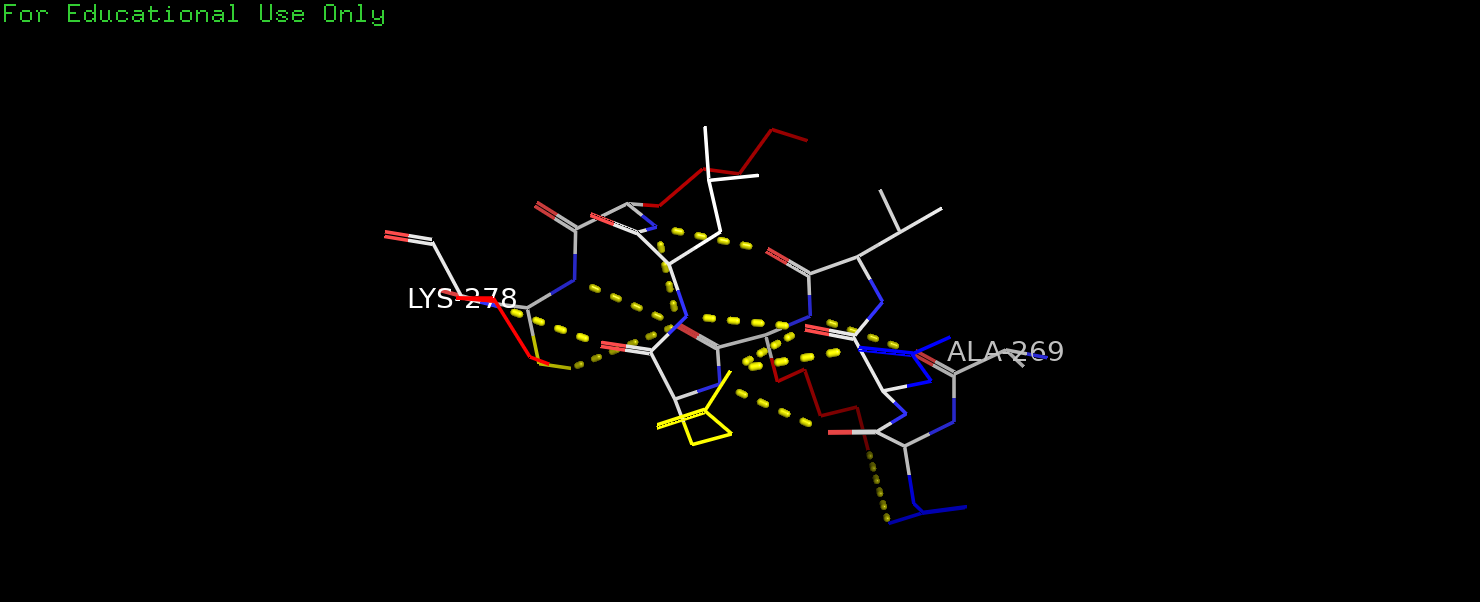 For Educational Use Only
LYS-278
ALA-269